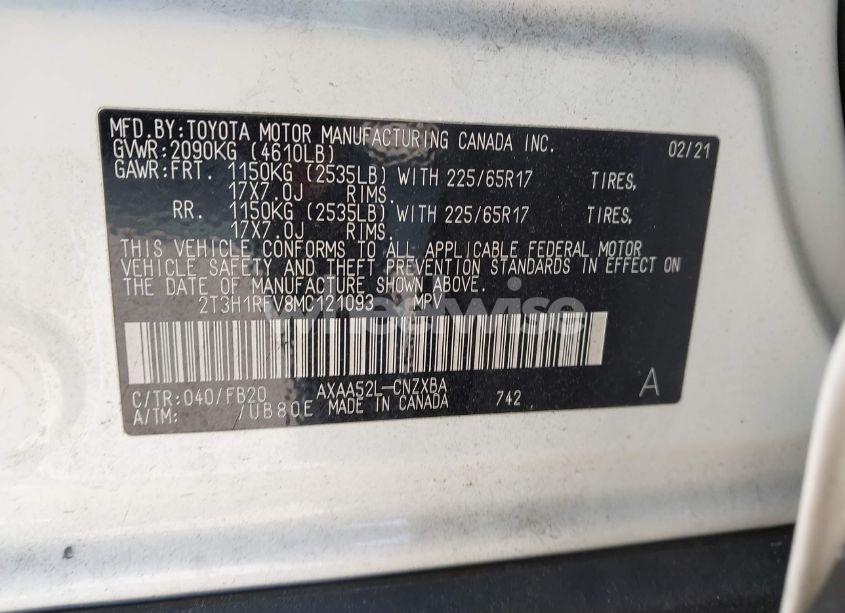 MFD.BY:TOYOTA MOTOR MANUFACTURING CANADA INC. 02/21
GVWR:2090KG (4610LB)
GAWR:FRT. 1150KG (2535LB) WITH 225/65R17 TIRES,
17X7.0J RIMS.
RR. 1150KG (2535LB) WITH 225/65R17 TIRES,
17X7.0J RIMS.
THIS VEHICLE CONFORMS TO ALL APPLICABLE FEDERAL MOTOR
VEHICLE SAFETY AND THEFT PREVENTION STANDARDS IN EFFECT ON
THE DATE OF MANUFACTURE SHOWN ABOVE.
2T3H1RFV8MC121093 MPV
C/TR:040/FB20 AXAA52L-CNZXBA A
A/TM: /UB80E MADE IN CANADA 742